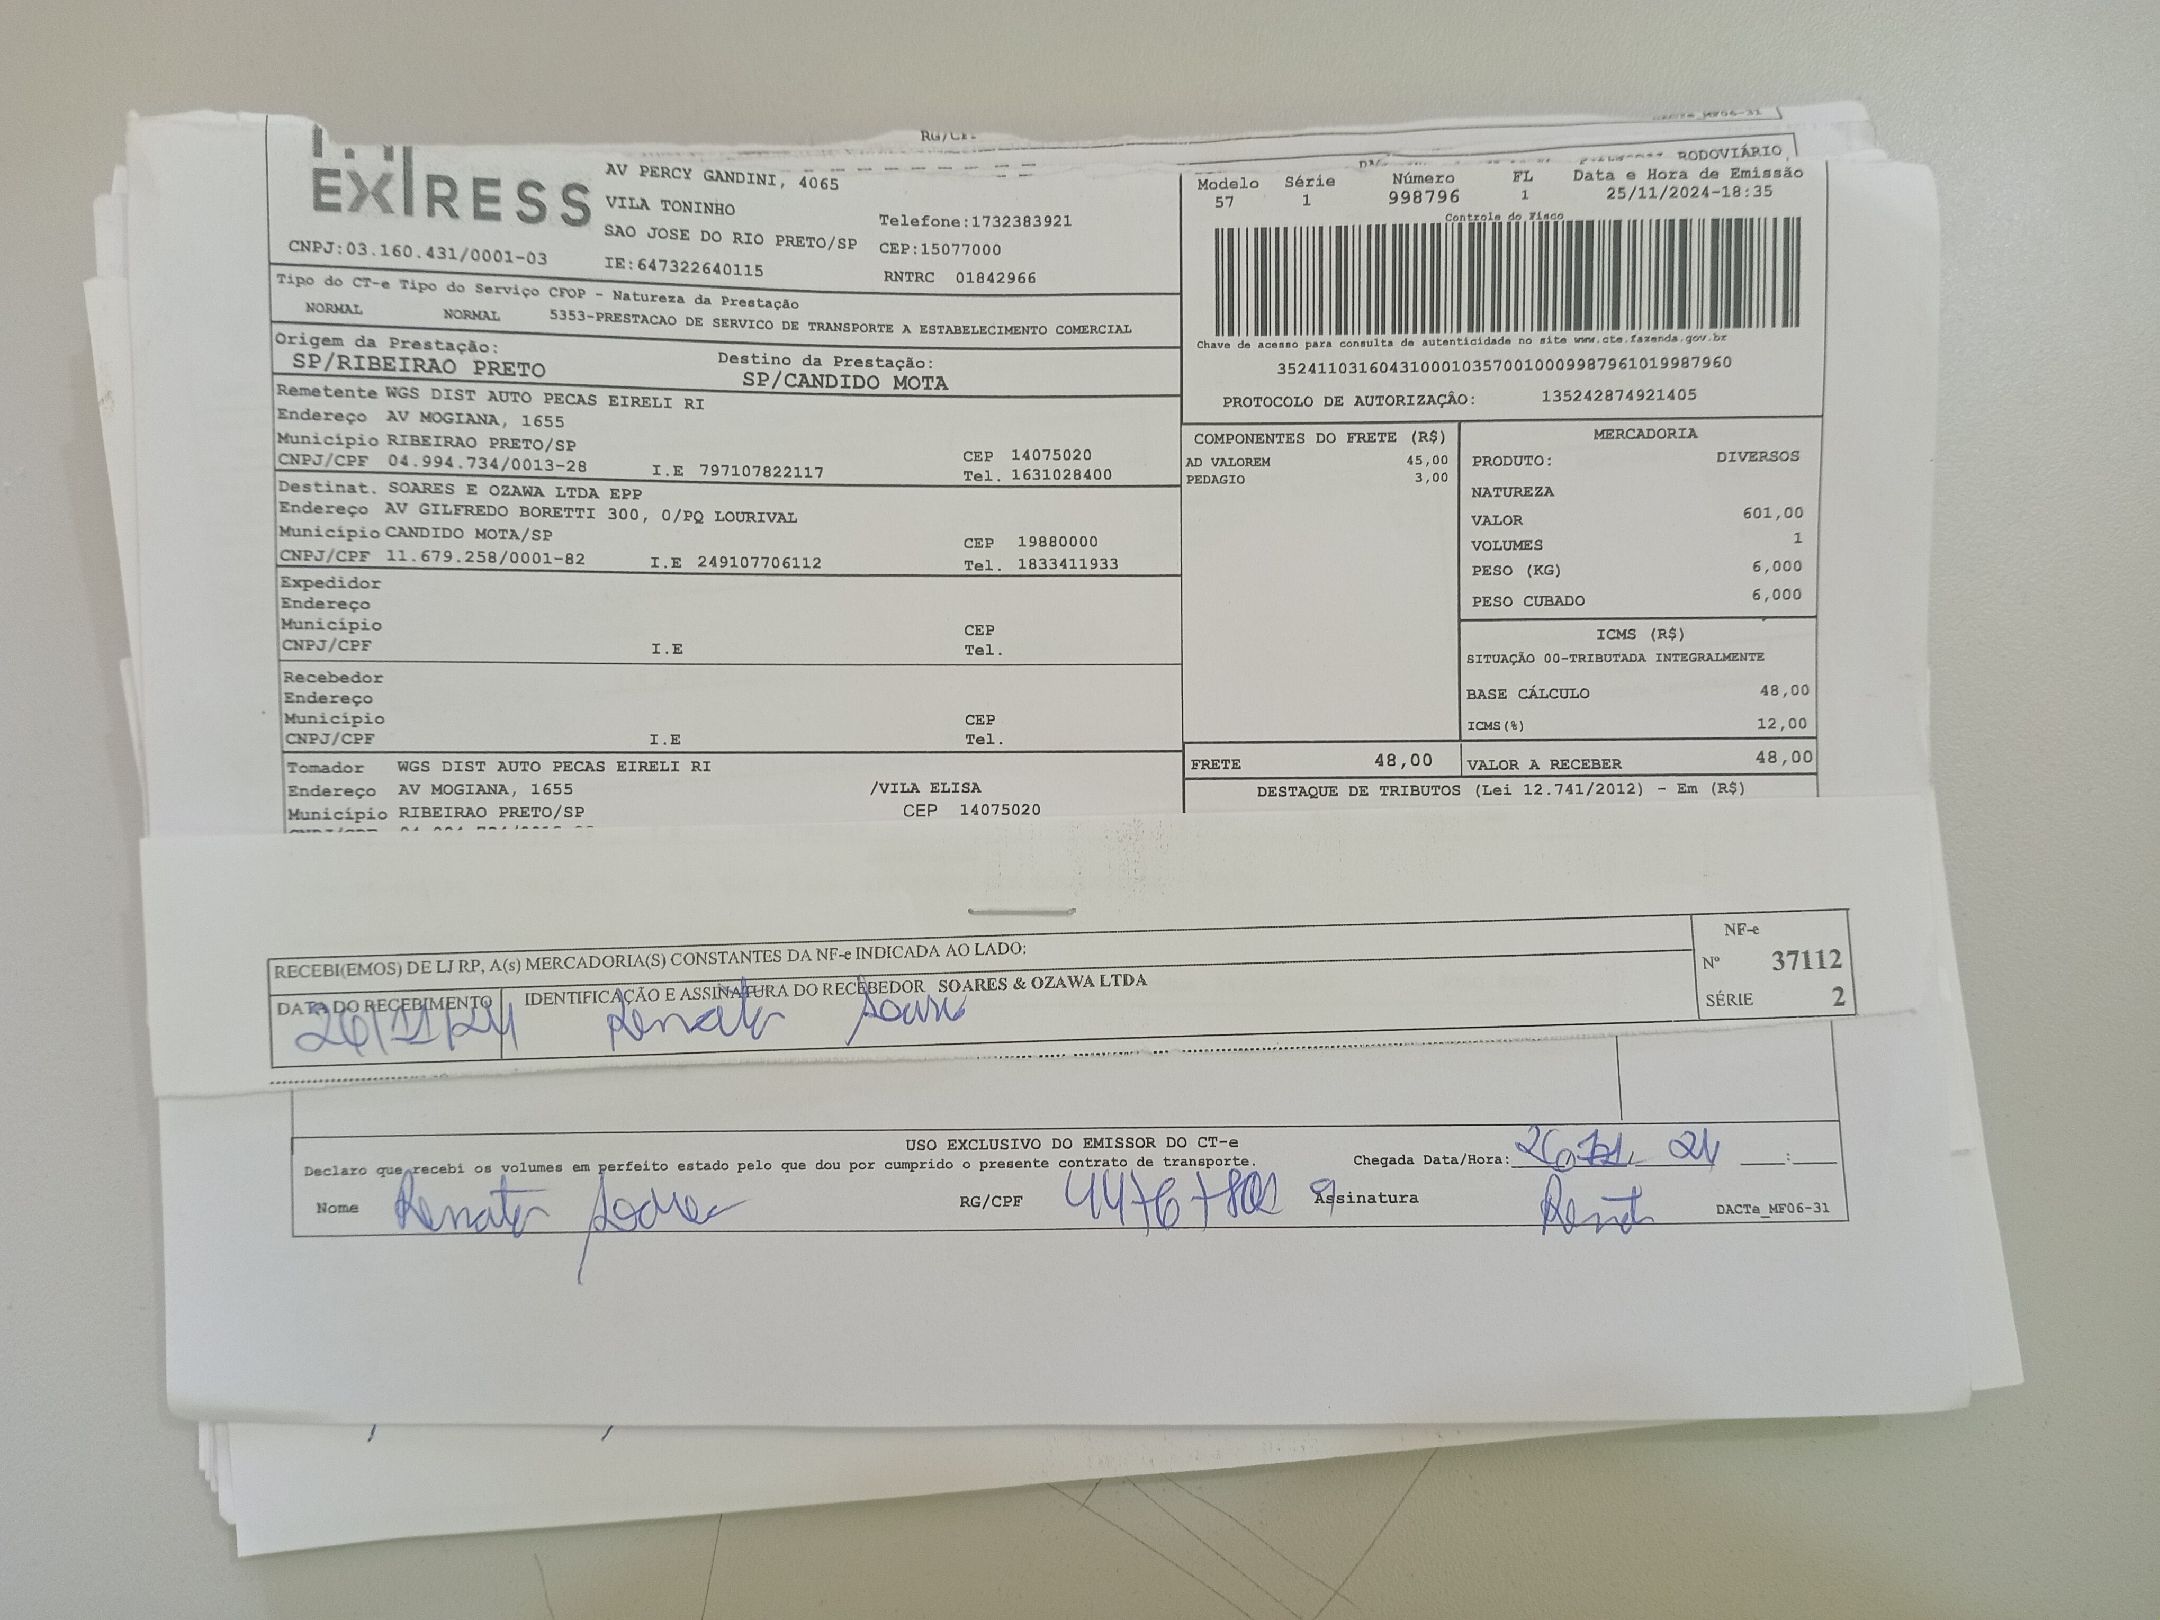 RODOVIÁRIO
EXPRESS
AV PERCY GANDINI, 4065
VILA TONINHO
Telefone:1732383921
SAO JOSE DO RIO PRETO/SP CEP:15077000
CNPJ:03.160.431/0001-03 IE:647322640115 RNTRC 01842966
Modelo Série Número FL Data e Hora de Emissão
57 1 998796 1 25/11/2024-18:35
Controle do Fisco
Chave de acesso para consulta de autenticidade no site www.cte.fazenda.gov.br
35241103160431000103570010009987961019987960
PROTOCOLO DE AUTORIZAÇÃO: 135242874921405
Tipo do CT-e Tipo do Serviço CFOP - Natureza da Prestação
NORMAL NORMAL 5353-PRESTACAO DE SERVICO DE TRANSPORTE A ESTABELECIMENTO COMERCIAL
Origem da Prestação: Destino da Prestação:
SP/RIBEIRAO PRETO SP/CANDIDO MOTA
Remetente WGS DIST AUTO PECAS EIRELI RI
Endereço AV MOGIANA, 1655
Município RIBEIRAO PRETO/SP CEP 14075020
CNPJ/CPF 04.994.734/0013-28 I.E 797107822117 Tel. 1631028400
Destinat. SOARES E OZAWA LTDA EPP
Endereço AV GILFREDO BORETTI 300, 0/PQ LOURIVAL
Município CANDIDO MOTA/SP CEP 19880000
CNPJ/CPF 11.679.258/0001-82 I.E 249107706112 Tel. 1833411933
Expedidor
Endereço
Município CEP
CNPJ/CPF I.E Tel.
Recebedor
Endereço
Município CEP
CNPJ/CPF I.E Tel.
Tomador WGS DIST AUTO PECAS EIRELI RI
Endereço AV MOGIANA, 1655 /VILA ELISA
Município RIBEIRAO PRETO/SP CEP 14075020
COMPONENTES DO FRETE (R$)
AD VALOREM 45,00
PEDAGIO 3,00
FRETE 48,00
MERCADORIA
PRODUTO: DIVERSOS
NATUREZA
VALOR 601,00
VOLUMES 1
PESO (KG) 6,000
PESO CUBADO 6,000
ICMS (R$)
SITUAÇÃO 00-TRIBUTADA INTEGRALMENTE
BASE CÁLCULO 48,00
ICMS(%) 12,00
VALOR A RECEBER 48,00
DESTAQUE DE TRIBUTOS (Lei 12.741/2012) - Em (R$)
RECEBI(EMOS) DE LJ RP, A(s) MERCADORIA(S) CONSTANTES DA NF-e INDICADA AO LADO:
DATA DO RECEBIMENTO IDENTIFICAÇÃO E ASSINATURA DO RECEBEDOR SOARES & OZAWA LTDA
26/11/24 Renata Soares
NF-e
Nº 37112
SÉRIE 2
USO EXCLUSIVO DO EMISSOR DO CT-e
Declaro que recebi os volumes em perfeito estado pelo que dou por cumprido o presente contrato de transporte. Chegada Data/Hora: 26 11 24 __:__
Nome Renata Soares RG/CPF Assinatura Renata DACTe_MF06-31